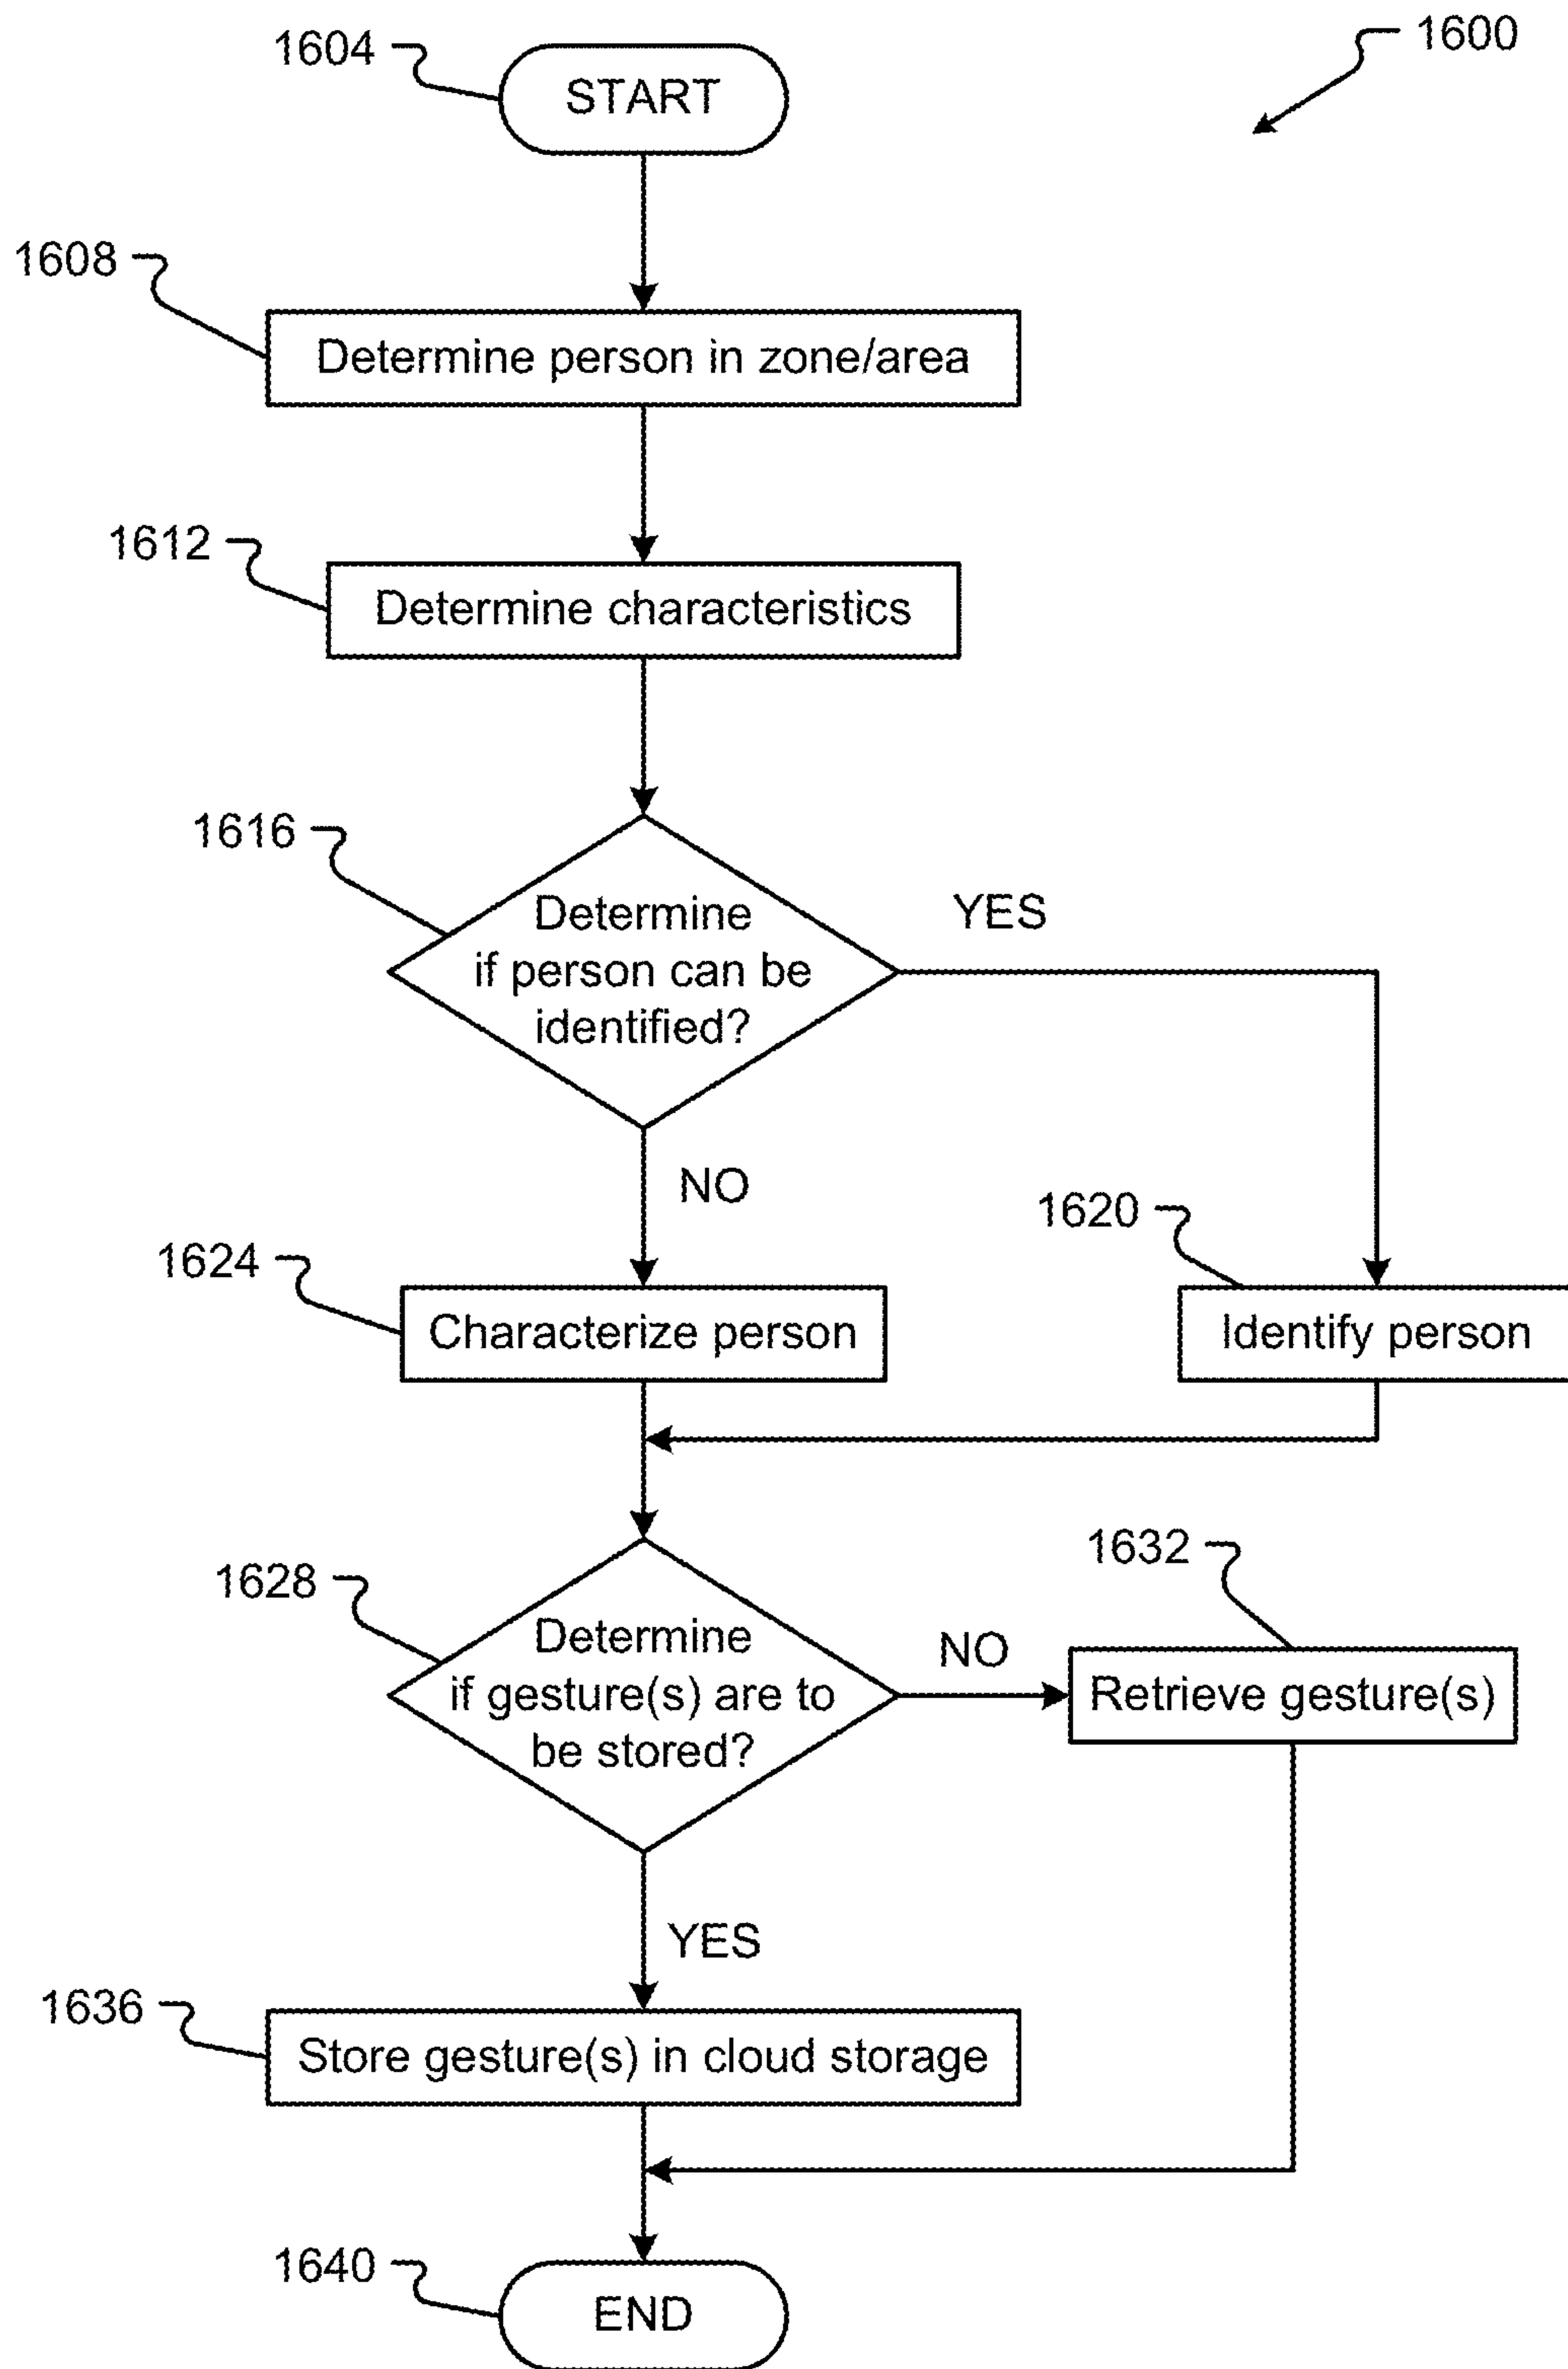 1600
1604
START
1608
Determine person in zone/area
1612
Determine characteristics
1616
Determine
if person can be
identified?
YES
NO
1620
1624
Characterize person
Identify person
1628
1632
Determine
if gesture(s) are to
be stored?
NO
Retrieve gesture(s)
YES
1636
Store gesture(s) in cloud storage
1640
END